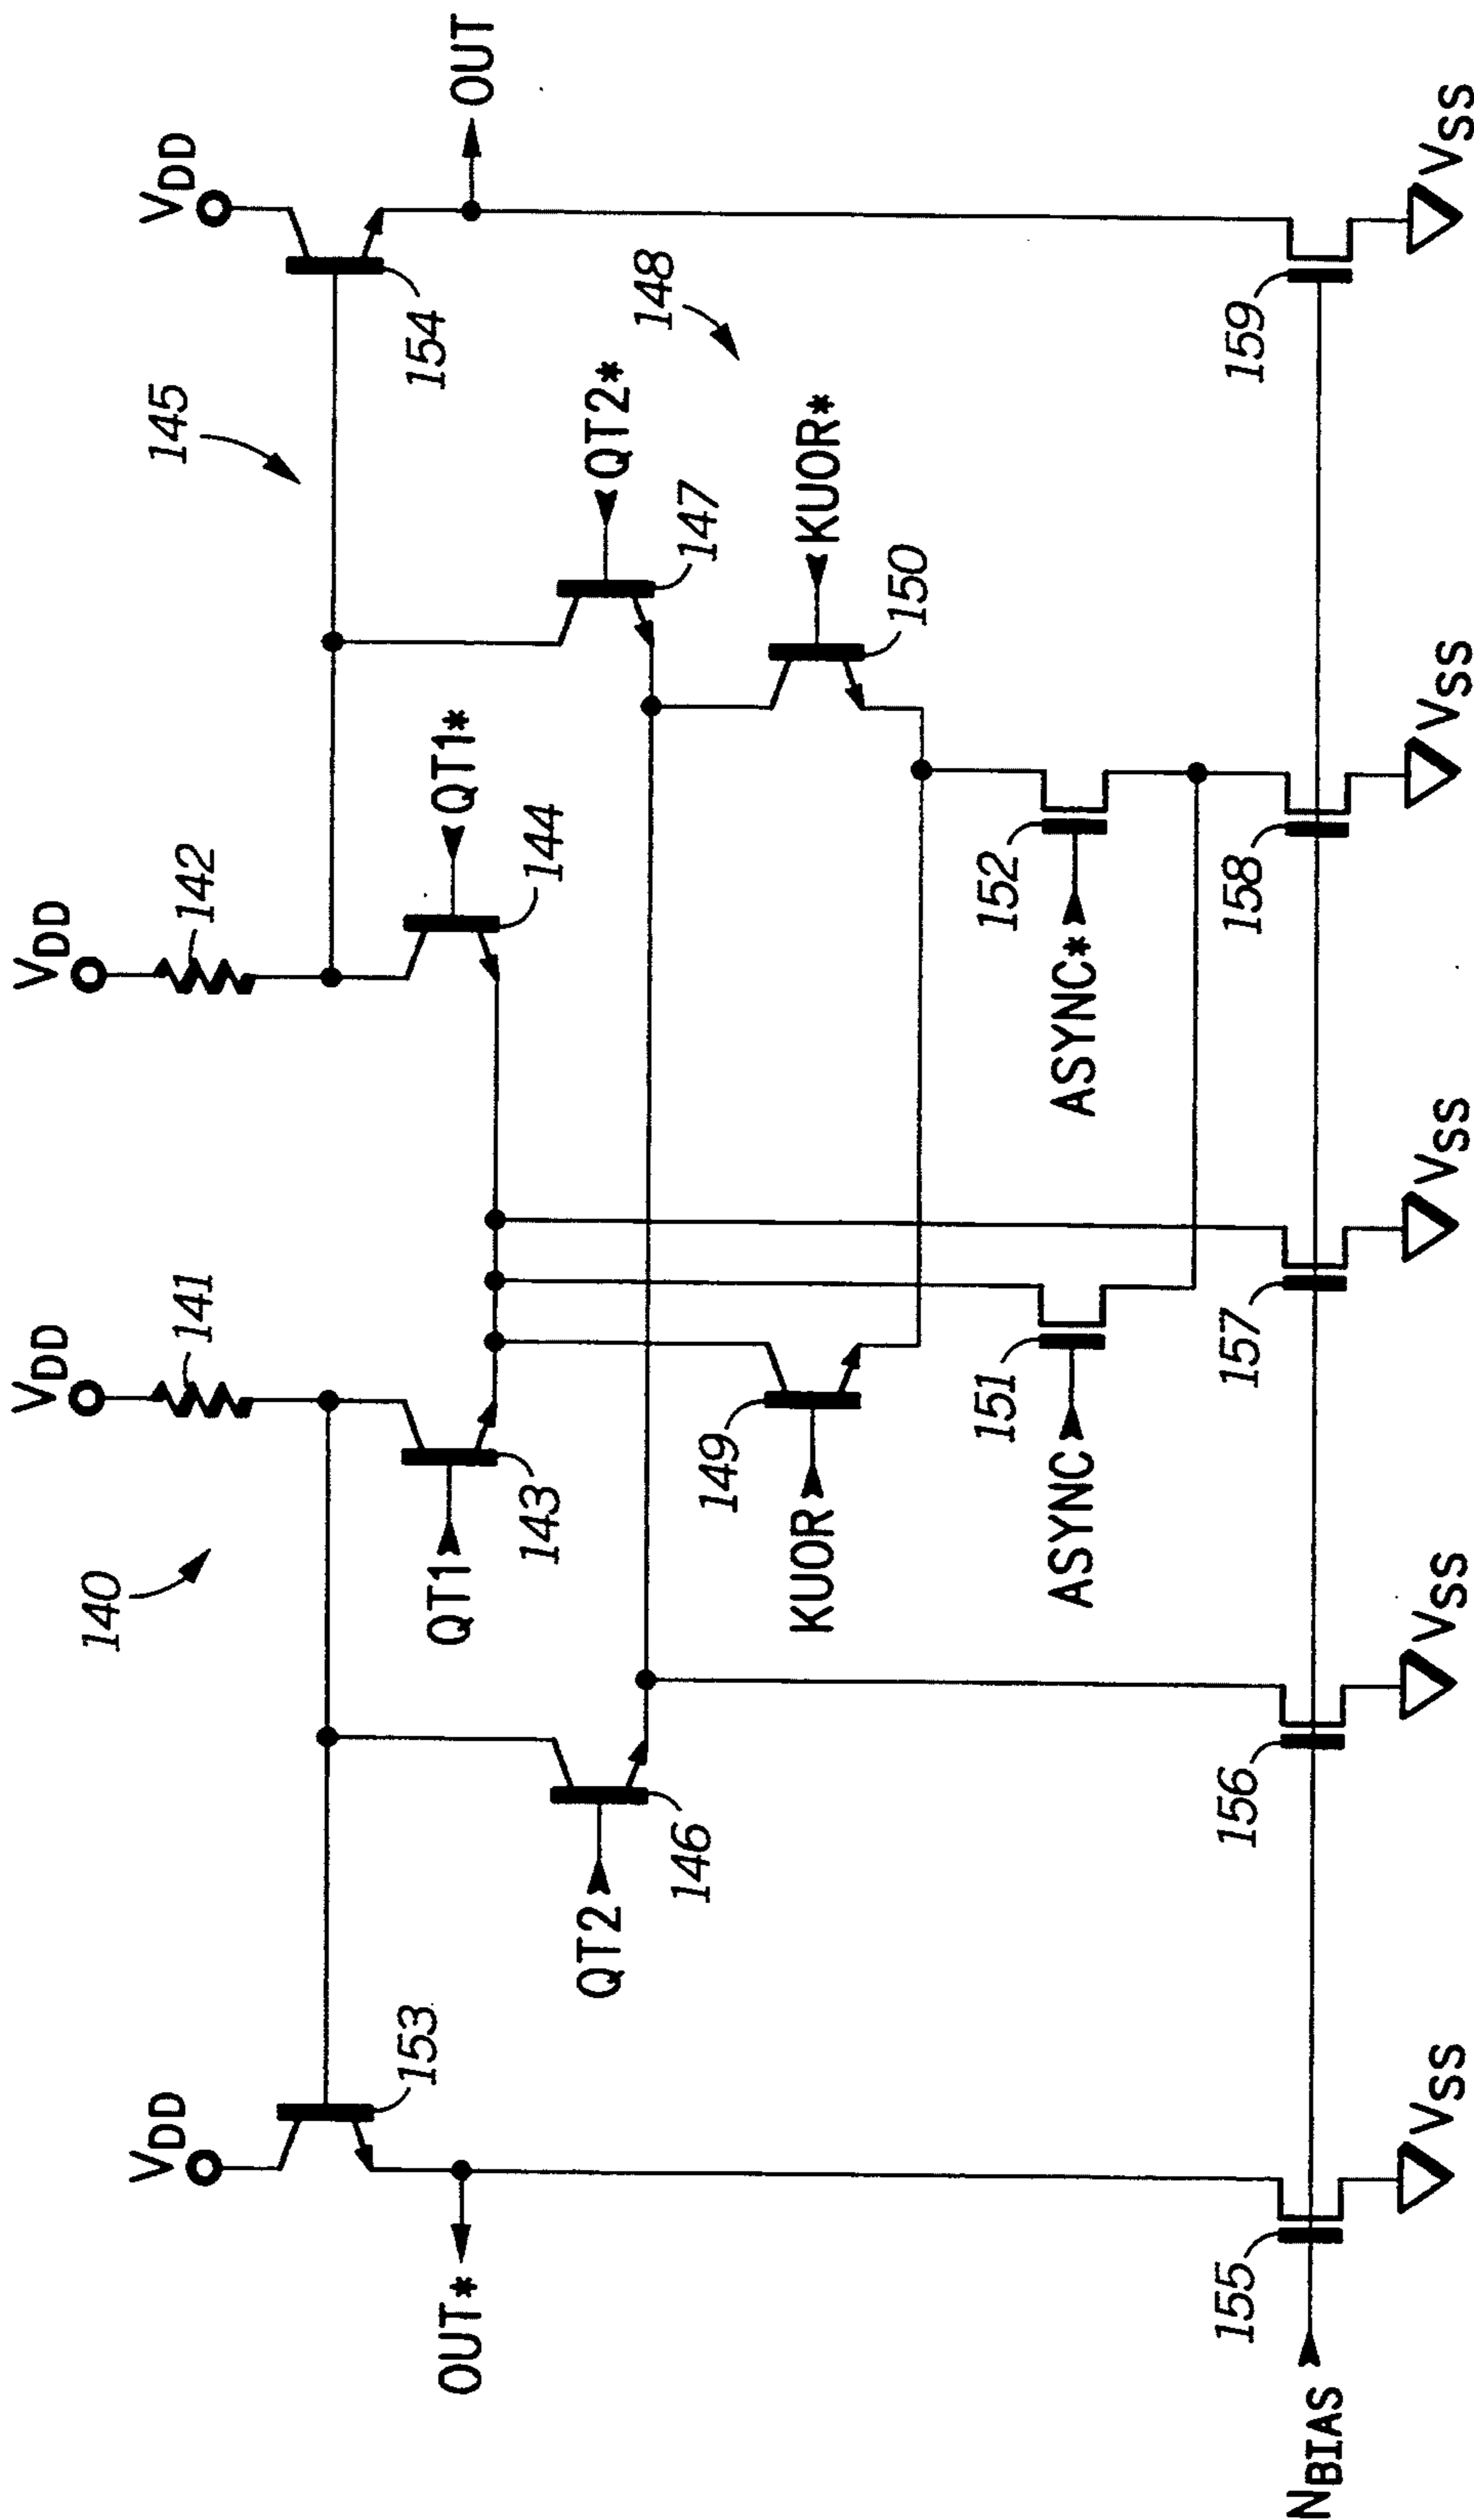 VDD
VDD
VDD
VDD
141
142
140
145
153
154
OUT*
OUT
QT1
QT1*
143
144
QT2
QT2*
146
147
148
KUOR
KUOR*
149
150
ASYNC
ASYNC*
151
152
NBIAS
155
156
157
158
159
VSS
VSS
VSS
VSS
VSS